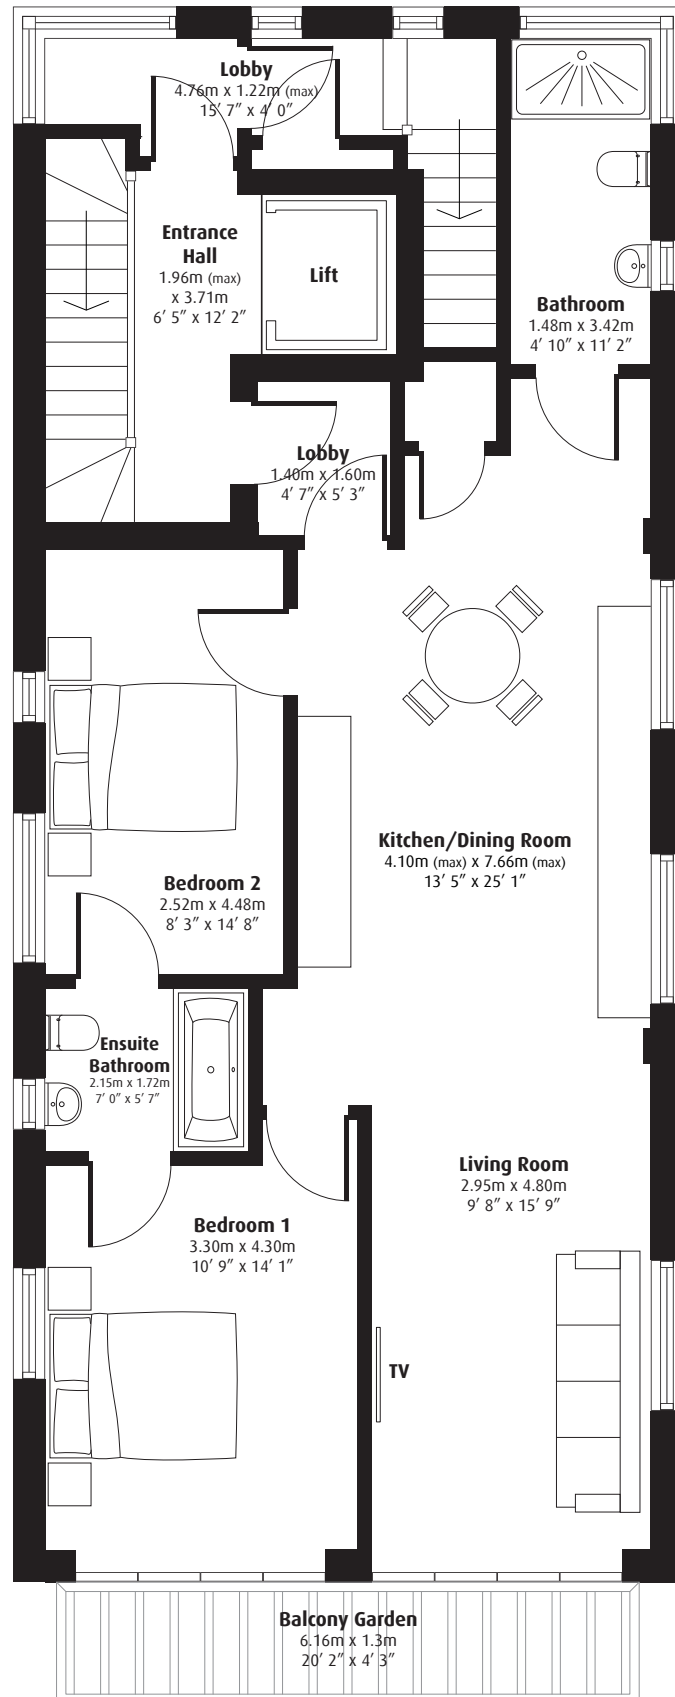 Lobby
4.76m x 1.22m (max)
15′ 7″ x 4′ 0″
Entrance
Hall
1.96m (max)
x 3.71m
6′ 5″ x 12′ 2″
Lift
Bathroom
1.48m x 3.42m
4′ 10″ x 11′ 2″
Lobby
1.40m x 1.60m
4′ 7″ x 5′ 3″
Kitchen/Dining Room
4.10m (max) x 7.66m (max)
13′ 5″ x 25′ 1″
Bedroom 2
2.52m x 4.48m
8′ 3″ x 14′ 8″
Ensuite
Bathroom
2.15m x 1.72m
7′ 0″ x 5′ 7″
Living Room
2.95m x 4.80m
9′ 8″ x 15′ 9″
Bedroom 1
3.30m x 4.30m
10′ 9″ x 14′ 1″
TV
Balcony Garden
6.16m x 1.3m
20′ 2″ x 4′ 3″